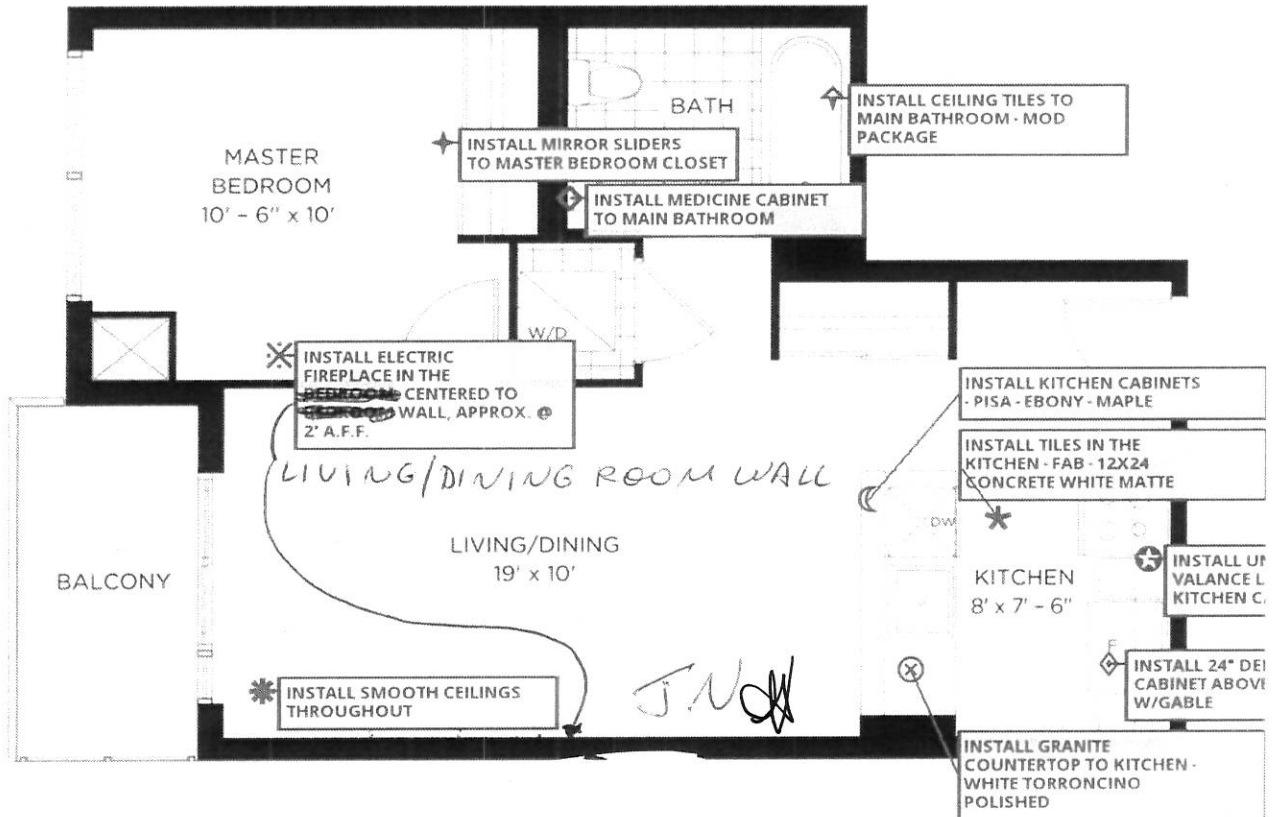 BATH
INSTALL CEILING TILES TO
MAIN BATHROOM - MOD
PACKAGE
INSTALL MIRROR SLIDERS
TO MASTER BEDROOM CLOSET
MASTER
BEDROOM
10' - 6" x 10'
INSTALL MEDICINE CABINET
TO MAIN BATHROOM
W/D
INSTALL ELECTRIC
FIREPLACE IN THE
BEDROOM, CENTERED TO
BEDROOM WALL, APPROX. @
2' A.F.F.
LIVING/DINING ROOM WALL
INSTALL KITCHEN CABINETS
- PISA - EBONY - MAPLE
INSTALL TILES IN THE
KITCHEN - FAB - 12X24
CONCRETE WHITE MATTE
DW
LIVING/DINING
19' x 10'
BALCONY
KITCHEN
8' x 7' - 6"
INSTALL
VALANCE
KITCHEN
F
INSTALL 24"
CABINET
W/GABLE
INSTALL SMOOTH CEILINGS
THROUGHOUT
J.N
INSTALL GRANITE
COUNTERTOP TO KITCHEN -
WHITE TORRONCINO
POLISHED